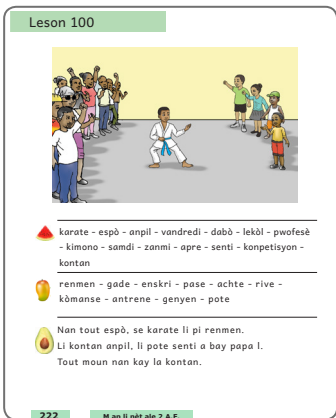 Leson 100
karate - espò - anpil - vandredi - dabò - lekòl - pwofesè
- kimono - samdi - zanmi - apre - senti - konpetisyon -
kontan
renmen - gade - enskri - pase - achte - rive -
kòmanse - antrene - genyen - pote
Nan tout espò, se karate li pi renmen.
Li kontan anpil, li pote senti a bay papa l.
Tout moun nan kay la kontan.
222
M ap li pèt ale 2 A.F.